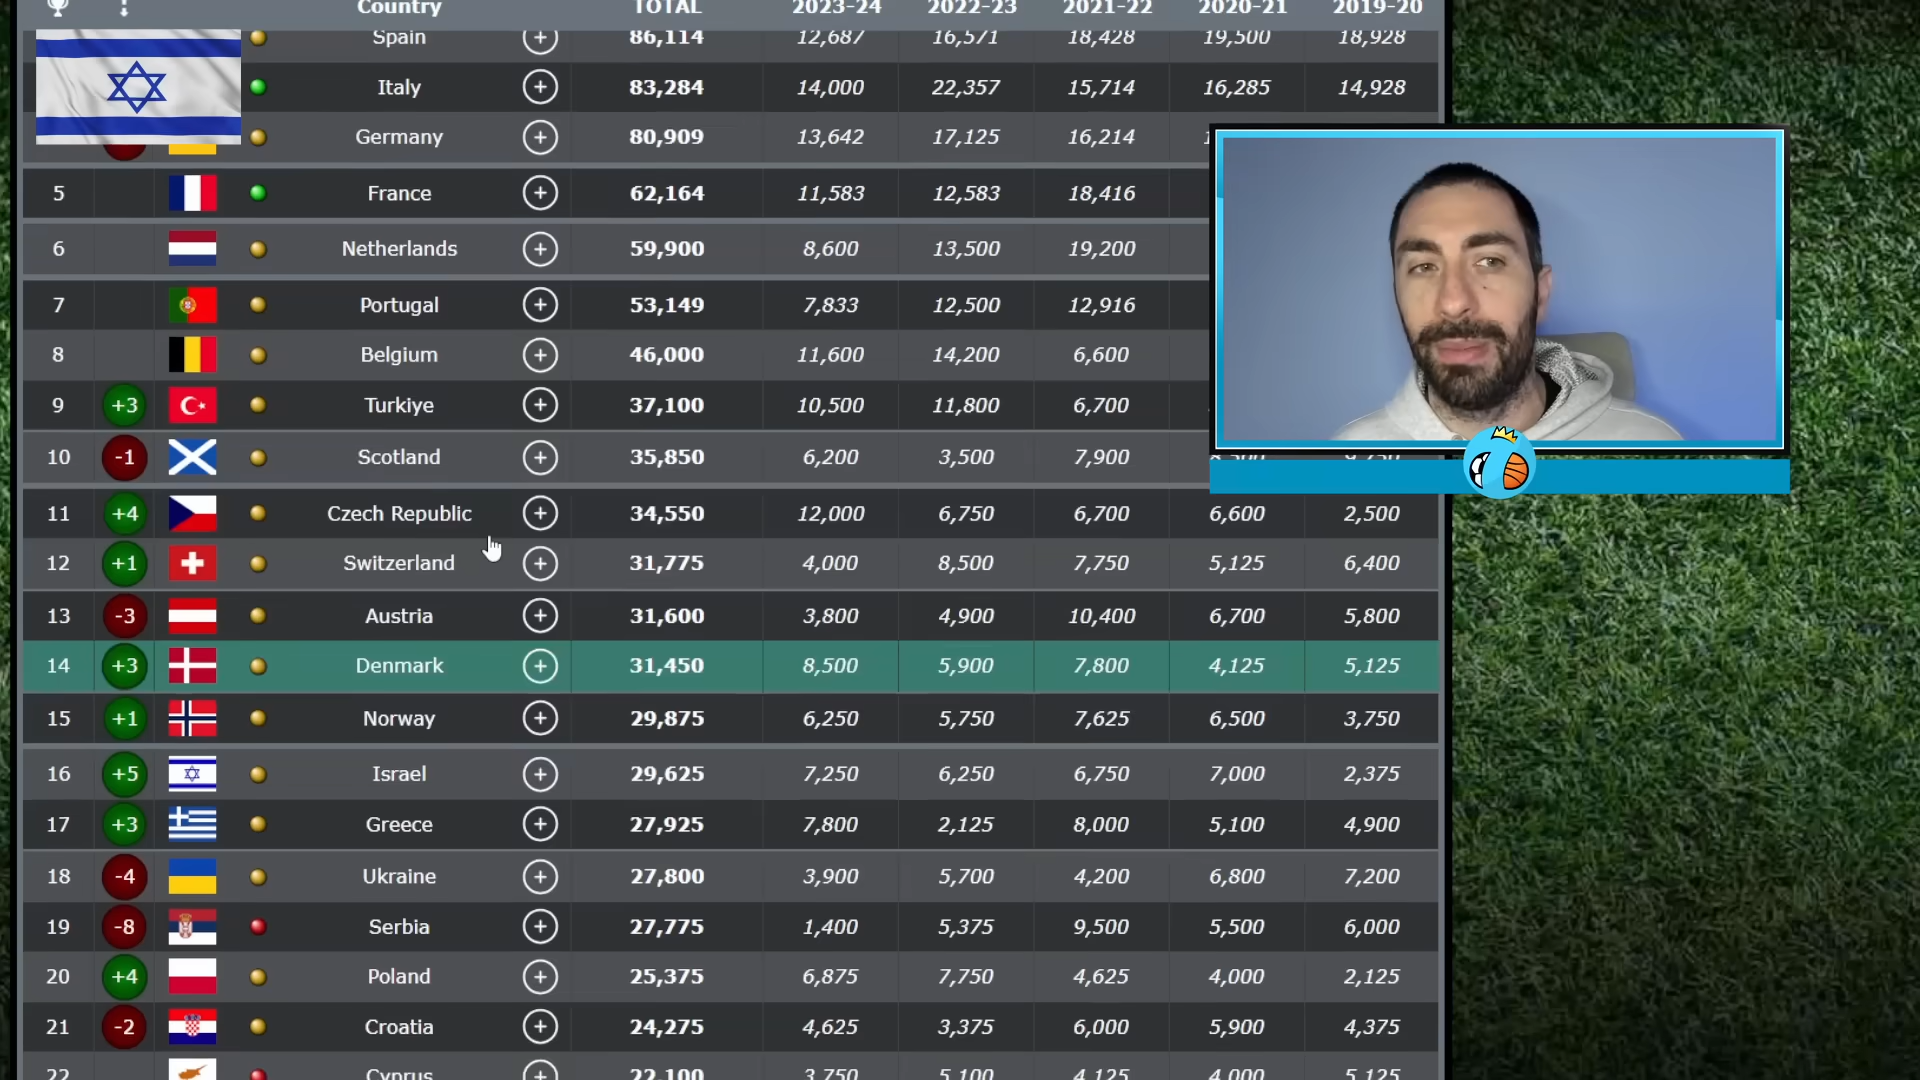 Country TOTAL 2023-24 2022-23 2021-22 2020-21 2019-20
Spain 86,114 12,687 16,571 18,428 19,500 18,928
Italy 83,284 14,000 22,357 15,714 16,285 14,928
Germany 80,909 13,642 17,125 16,214
5 France 62,164 11,583 12,583 18,416
6 Netherlands 59,900 8,600 13,500 19,200
7 Portugal 53,149 7,833 12,500 12,916
8 Belgium 46,000 11,600 14,200 6,600
9 +3 Turkiye 37,100 10,500 11,800 6,700
10 -1 Scotland 35,850 6,200 3,500 7,900
11 +4 Czech Republic 34,550 12,000 6,750 6,700 6,600 2,500
12 +1 Switzerland 31,775 4,000 8,500 7,750 5,125 6,400
13 -3 Austria 31,600 3,800 4,900 10,400 6,700 5,800
14 +3 Denmark 31,450 8,500 5,900 7,800 4,125 5,125
15 +1 Norway 29,875 6,250 5,750 7,625 6,500 3,750
16 +5 Israel 29,625 7,250 6,250 6,750 7,000 2,375
17 +3 Greece 27,925 7,800 2,125 8,000 5,100 4,900
18 -4 Ukraine 27,800 3,900 5,700 4,200 6,800 7,200
19 -8 Serbia 27,775 1,400 5,375 9,500 5,500 6,000
20 +4 Poland 25,375 6,875 7,750 4,625 4,000 2,125
21 -2 Croatia 24,275 4,625 3,375 6,000 5,900 4,375
22 Cyprus 22,100 3,750 5,100 4,125 4,000 5,125